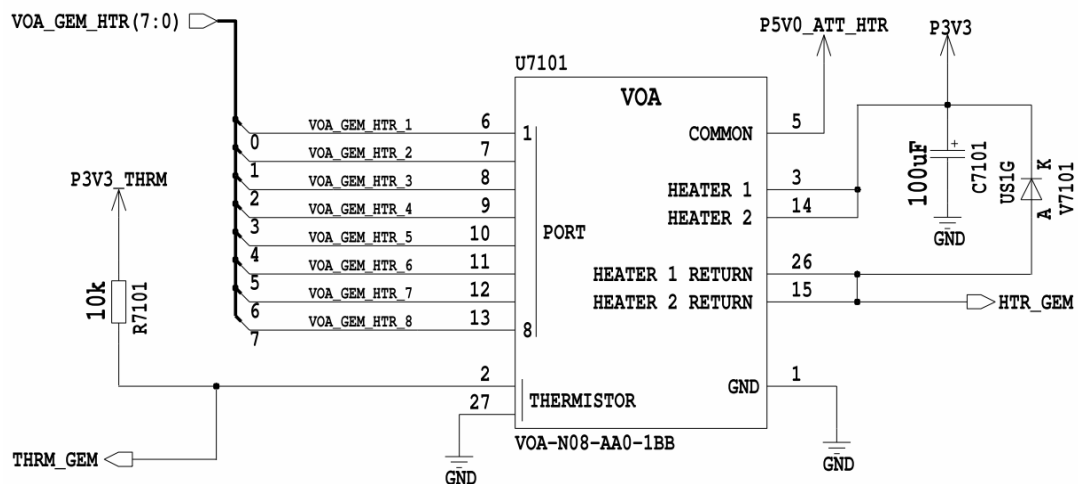 VOA_GEM_HTR(7:0)
P5V0_ATT_HTR
P3V3
U7101
VOA
VOA_GEM_HTR_1 6 1
0
VOA_GEM_HTR_2 7
1
VOA_GEM_HTR_3 8
2
VOA_GEM_HTR_4 9
3
VOA_GEM_HTR_5 10
4
VOA_GEM_HTR_6 11
5
VOA_GEM_HTR_7 12
6
VOA_GEM_HTR_8 13 8
7
PORT
P3V3_THRM
10k
R7101
COMMON 5
HEATER 1 3
HEATER 2 14
HEATER 1 RETURN 26
HEATER 2 RETURN 15
HTR_GEM
100uF
+
C7101
GND
US1G
A K
V7101
2
27
THERMISTOR
GND 1
VOA-N08-AA0-1BB
THRM_GEM
GND
GND